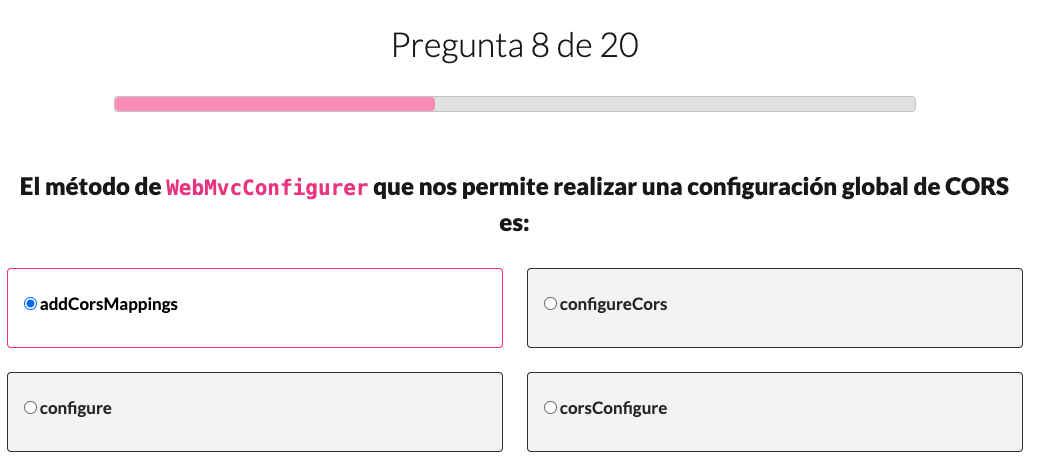 Pregunta 8 de 20
El método de WebMvcConfigurer que nos permite realizar una configuración global de CORS
es:
addCorsMappings
configureCors
configure
corsConfigure